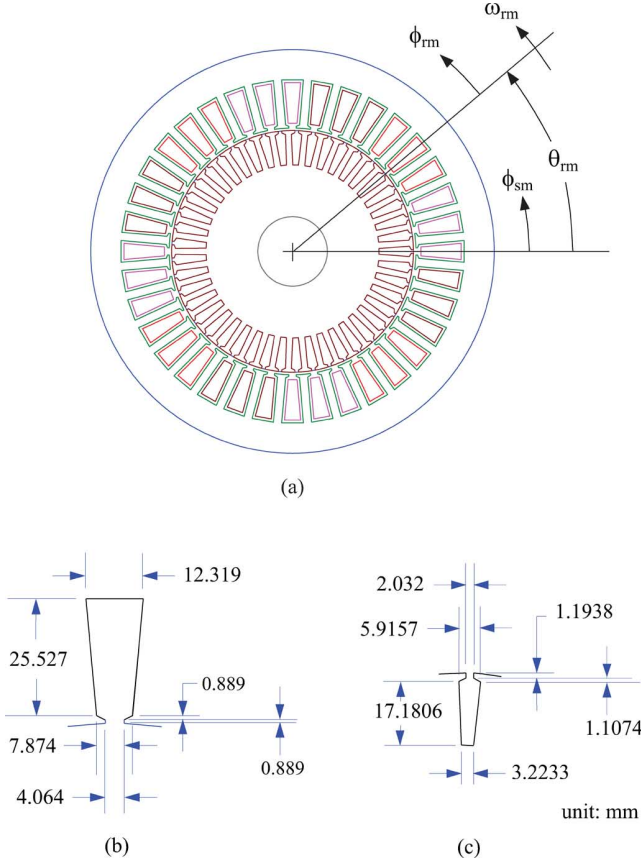 ω_rm
ϕ_rm
θ_rm
ϕ_sm
(a)
12.319
2.032
1.1938
5.9157
25.527
0.889
17.1806
7.874
1.1074
0.889
4.064
3.2233
unit: mm
(b)
(c)